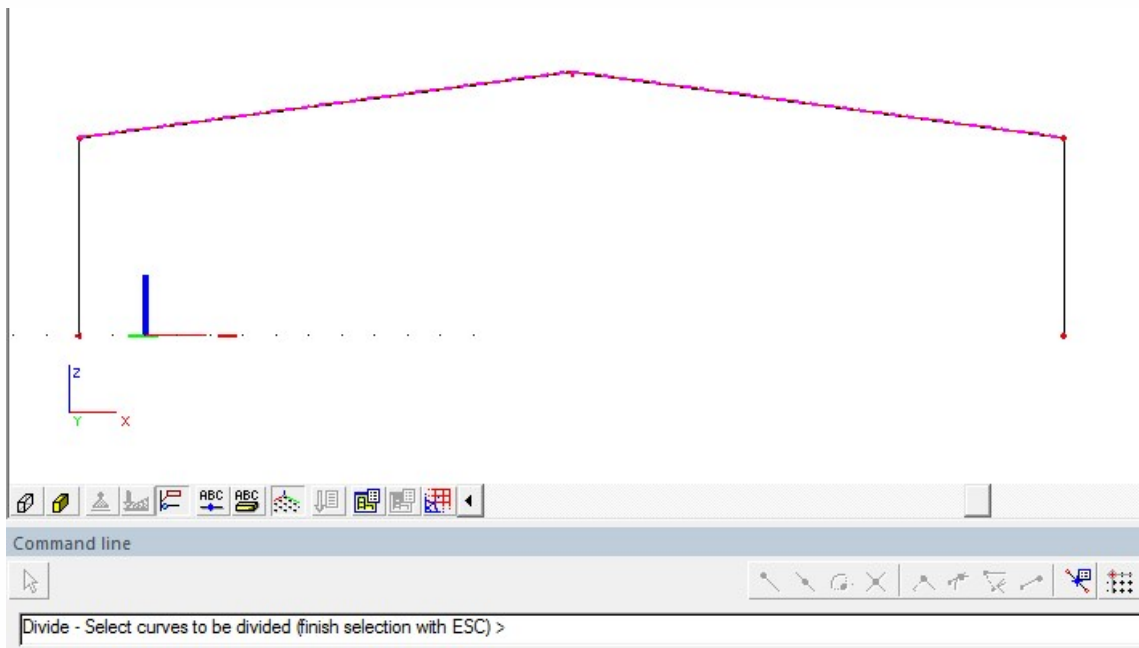 Z
Y X
ABC ABC
Command line
Divide - Select curves to be divided (finish selection with ESC) >